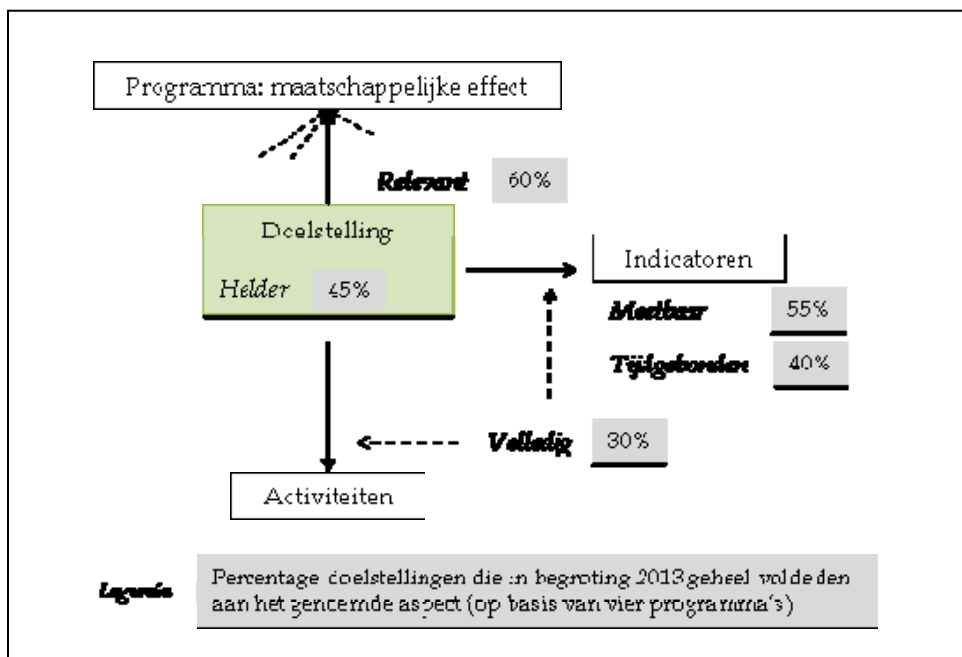 Programma: maatschappelijke effect
Relevant 60%
Doelstelling
Helder 45%
Indicatoren
Meetbaar 55%
Tijdgebonden 40%
Volledig 30%
Activiteiten
Legenda
Percentage doelstellingen die in begroting 2013 geheel voldeden
aan het genoemde aspect (op basis van vier programma's)